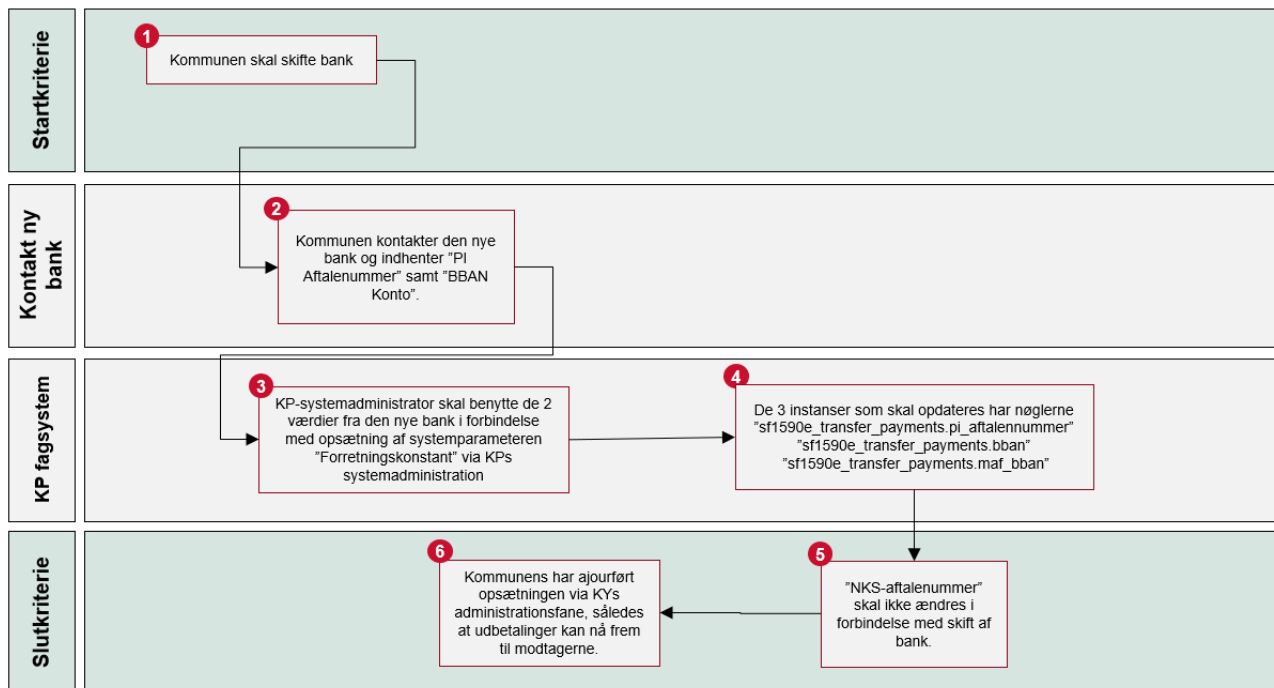 Startkriterie
1
Kommunen skal skifte bank
Kontakt ny
bank
2
Kommunen kontakter den nye
bank og indhenter ”PI
Aftalenummer” samt ”BBAN
Konto”.
KP fagsystem
3
KP-systemadministrator skal benytte de 2
værdier fra den nye bank i forbindelse
med opsætning af systemparameteren
”Forretningskonstant” via KPs
systemadministration
4
De 3 instanser som skal opdateres har nøglerne
”sf1590e_transfer_payments.pi_aftalennummer”
”sf1590e_transfer_payments.bban”
”sf1590e_transfer_payments.maf_bban”
Slutkriterie
5
”NKS-aftalenummer”
skal ikke ændres i
forbindelse med skift af
bank.
6
Kommunens har ajourført
opsætningen via KYs
administrationsfane, således
at udbetalinger kan nå frem
til modtagerne.